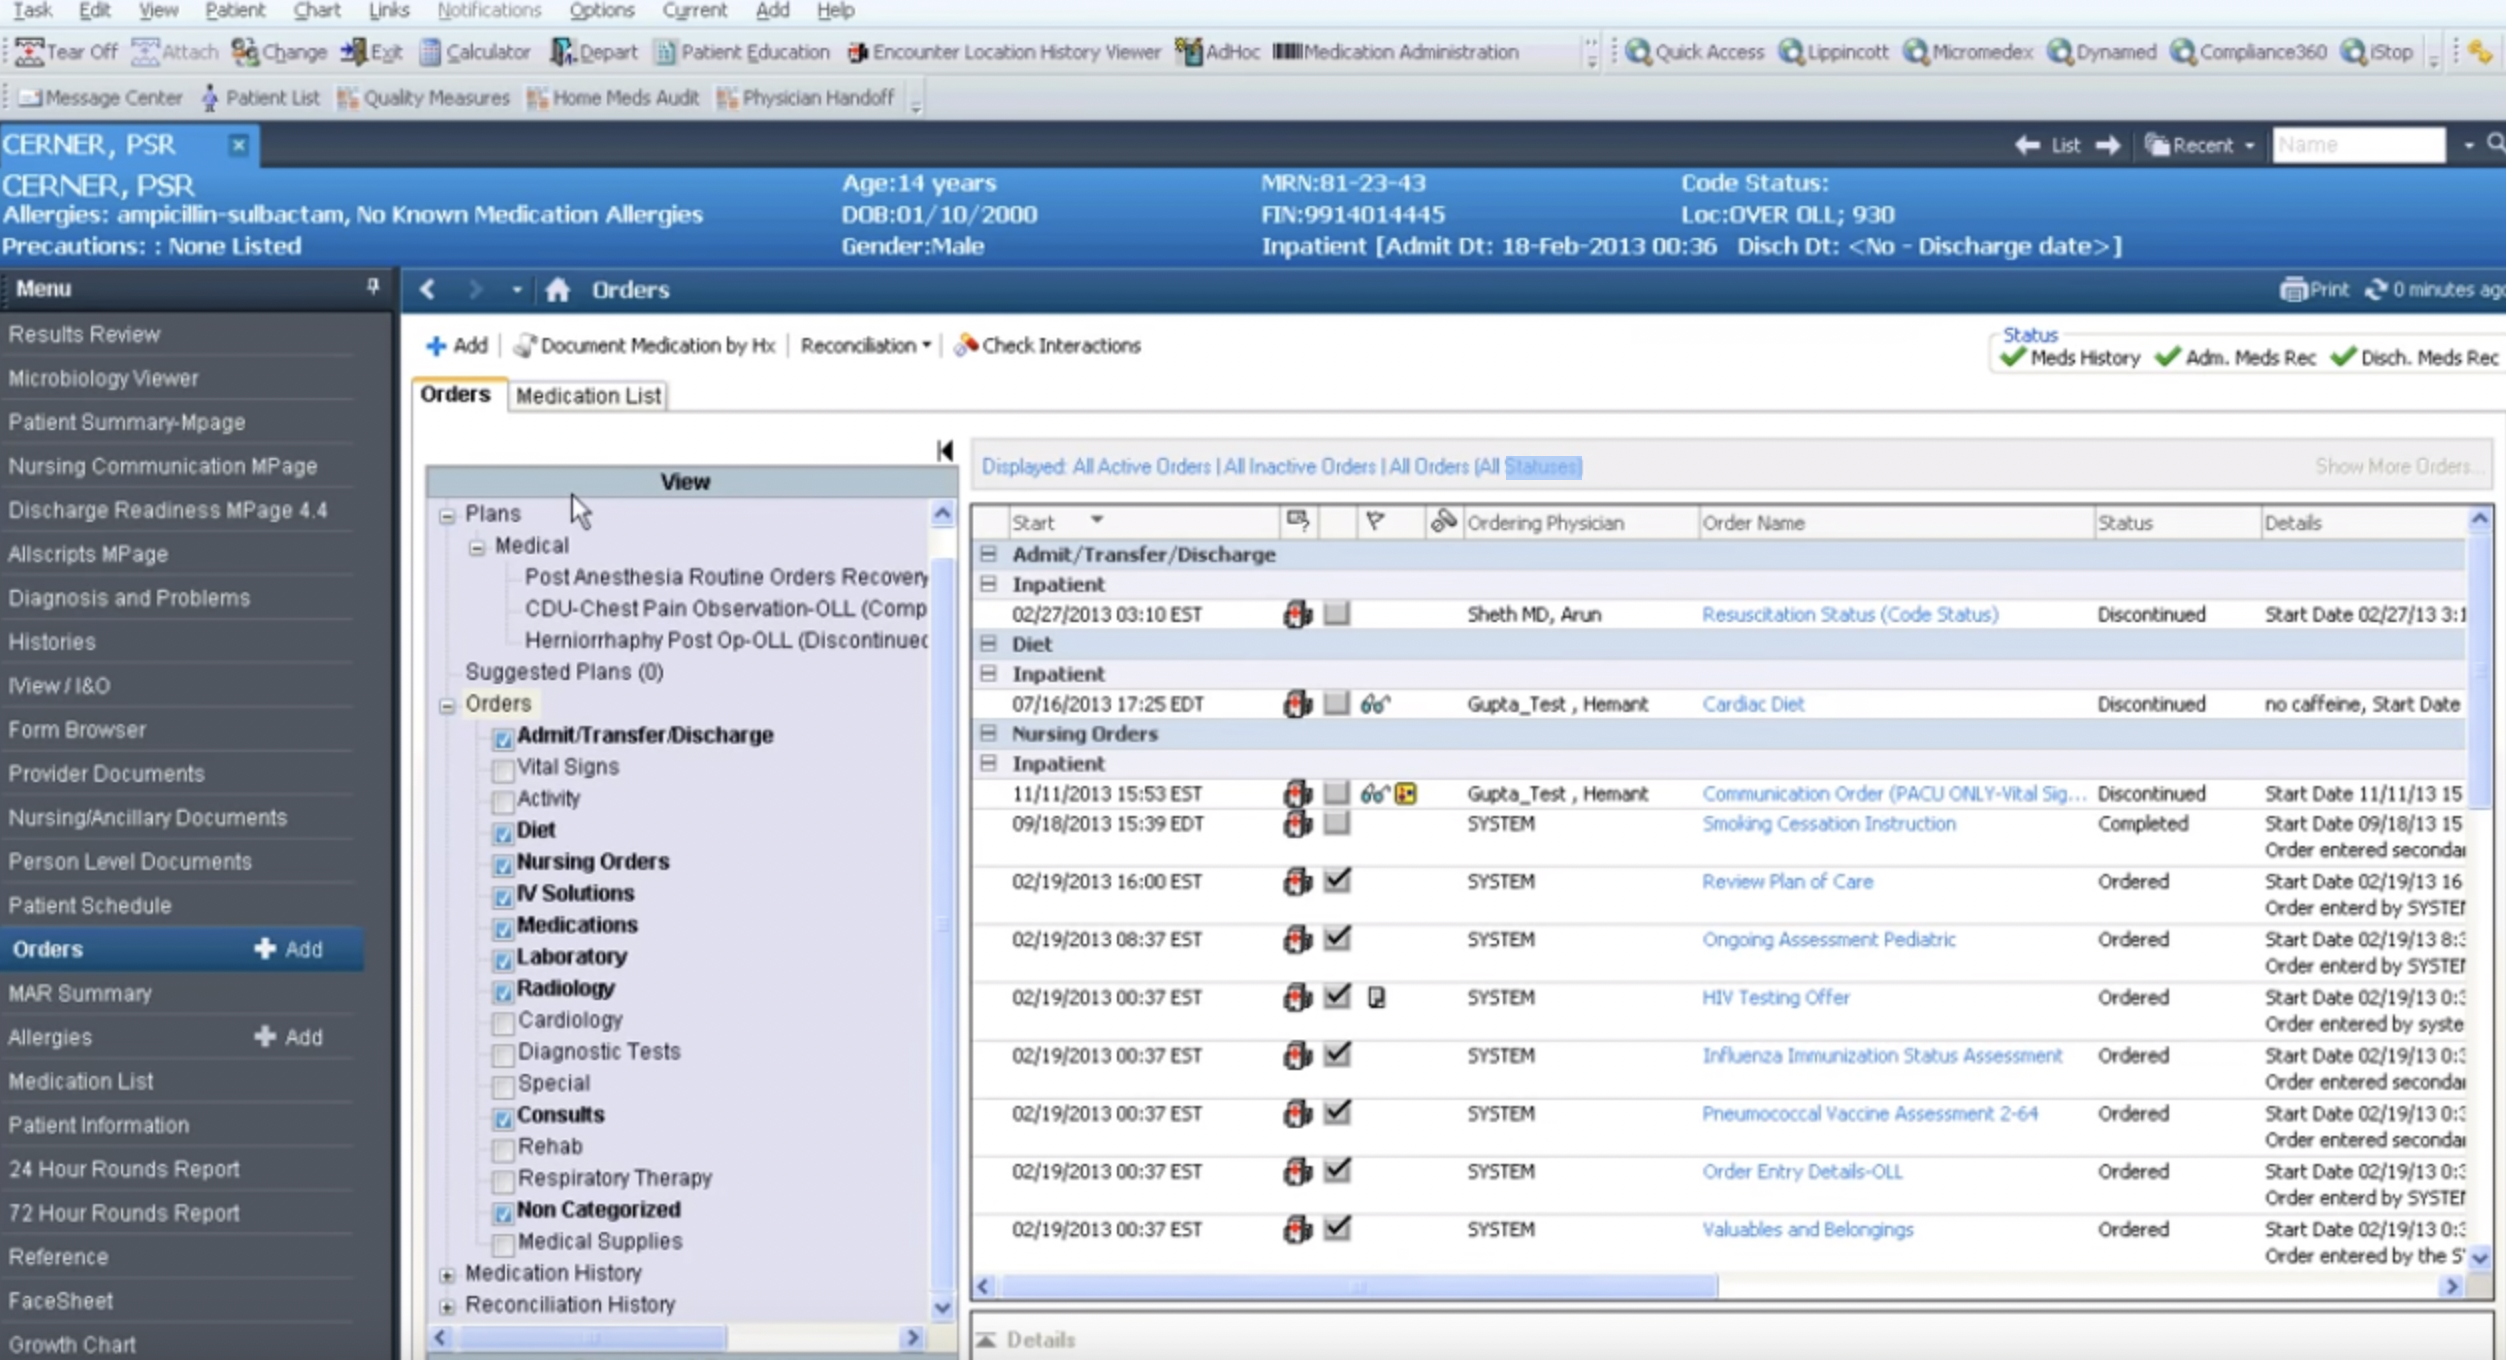 Task Edit View Patient Chart Links Notifications Options Current Add Help
Tear Off Attach Change Exit Calculator Depart Patient Education Encounter Location History Viewer AdHoc Medication Administration Quick Access Lippincott Micromedex Dynamed Compliance360 iStop
Message Center Patient List Quality Measures Home Meds Audit Physician Handoff
CERNER, PSR List Recent Name
CERNER, PSR Age:14 years MRN:81-23-43 Code Status:
Allergies: ampicillin-sulbactam, No Known Medication Allergies DOB:01/10/2000 FIN:9914014445 Loc:OVER OLL; 930
Precautions: : None Listed Gender:Male Inpatient [Admit Dt: 18-Feb-2013 00:36 Disch Dt: <No - Discharge date>]
Menu
Results Review
Microbiology Viewer
Patient Summary-Mpage
Nursing Communication MPage
Discharge Readiness MPage 4.4
Allscripts MPage
Diagnosis and Problems
Histories
IView / I&O
Form Browser
Provider Documents
Nursing/Ancillary Documents
Person Level Documents
Patient Schedule
Orders Add
MAR Summary
Allergies Add
Medication List
Patient Information
24 Hour Rounds Report
72 Hour Rounds Report
Reference
FaceSheet
Growth Chart
Orders Print 0 minutes ago
Add Document Medication by Hx Reconciliation Check Interactions
Status
Meds History Adm. Meds Rec Disch. Meds Rec
Orders Medication List
View
Plans
Medical
Post Anesthesia Routine Orders Recovery
CDU-Chest Pain Observation-OLL (Comp
Herniorrhaphy Post Op-OLL (Discontinued
Suggested Plans (0)
Orders
Admit/Transfer/Discharge
Vital Signs
Activity
Diet
Nursing Orders
IV Solutions
Medications
Laboratory
Radiology
Cardiology
Diagnostic Tests
Special
Consults
Rehab
Respiratory Therapy
Non Categorized
Medical Supplies
Medication History
Reconciliation History
Displayed: All Active Orders | All Inactive Orders | All Orders (All Statuses) Show More Orders...
Start Ordering Physician Order Name Status Details
Admit/Transfer/Discharge
Inpatient
02/27/2013 03:10 EST Sheth MD, Arun Resuscitation Status (Code Status) Discontinued Start Date 02/27/13 3:1
Diet
Inpatient
07/16/2013 17:25 EDT Gupta_Test , Hemant Cardiac Diet Discontinued no caffeine, Start Date
Nursing Orders
Inpatient
11/11/2013 15:53 EST Gupta_Test , Hemant Communication Order (PACU ONLY-Vital Sig... Discontinued Start Date 11/11/13 15
09/18/2013 15:39 EDT SYSTEM Smoking Cessation Instruction Completed Start Date 09/18/13 15
Order entered secondar
02/19/2013 16:00 EST SYSTEM Review Plan of Care Ordered Start Date 02/19/13 16
Order enterd by SYSTEM
02/19/2013 08:37 EST SYSTEM Ongoing Assessment Pediatric Ordered Start Date 02/19/13 8:3
Order enterd by SYSTEM
02/19/2013 00:37 EST SYSTEM HIV Testing Offer Ordered Start Date 02/19/13 0:3
Order entered by syste
02/19/2013 00:37 EST SYSTEM Influenza Immunization Status Assessment Ordered Start Date 02/19/13 0:3
Order entered secondar
02/19/2013 00:37 EST SYSTEM Pneumococcal Vaccine Assessment 2-64 Ordered Start Date 02/19/13 0:3
Order entered secondar
02/19/2013 00:37 EST SYSTEM Order Entry Details-OLL Ordered Start Date 02/19/13 0:3
Order enterd by SYSTEM
02/19/2013 00:37 EST SYSTEM Valuables and Belongings Ordered Start Date 02/19/13 0:3
Order entered by the S
Details